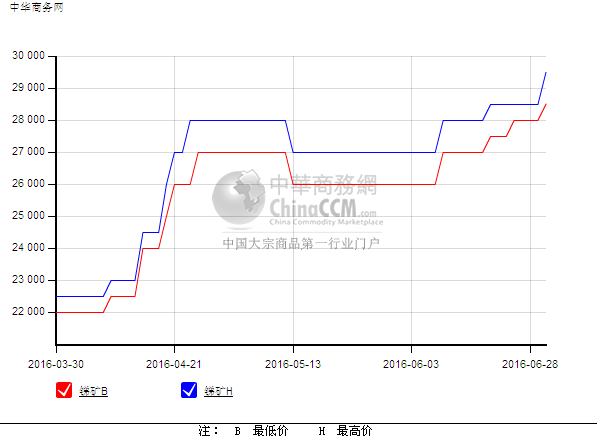 中华商务网
30 000
29 000
28 000
27 000
26 000
25 000
24 000
23 000
22 000
中華商務網
ChinaCCM.com
China Commodity Marketplace
中国大宗商品第一行业门户
2016-03-30 2016-04-21 2016-05-13 2016-06-03 2016-06-28
锑矿B 锑矿H
注： B 最低价 H 最高价